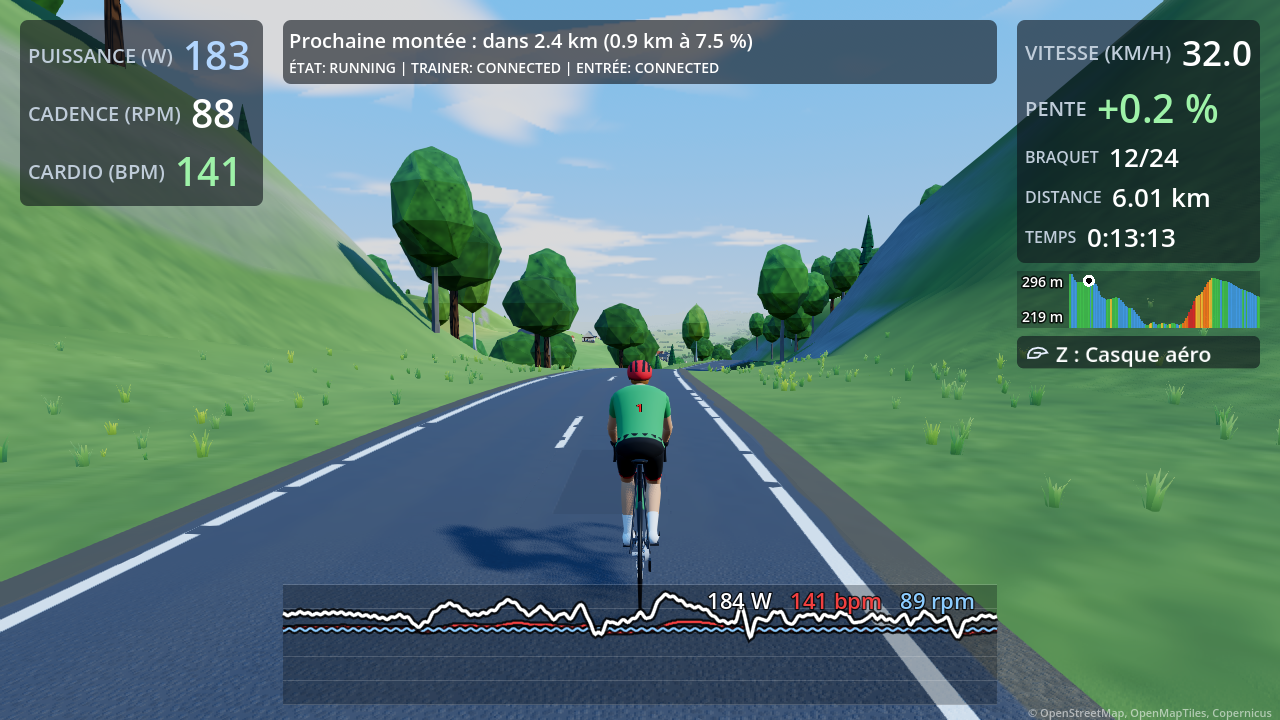 PUISSANCE (W) 183
CADENCE (RPM) 88
CARDIO (BPM) 141
Prochaine montée : dans 2.4 km (0.9 km à 7.5 %)
ÉTAT: RUNNING | TRAINER: CONNECTED | ENTRÉE: CONNECTED
VITESSE (KM/H) 32.0
PENTE +0.2 %
BRAQUET 12/24
DISTANCE 6.01 km
TEMPS 0:13:13
296 m
219 m
Z : Casque aéro
1
184 W 141 bpm 89 rpm
© OpenStreetMap, OpenMapTiles, Copernicus